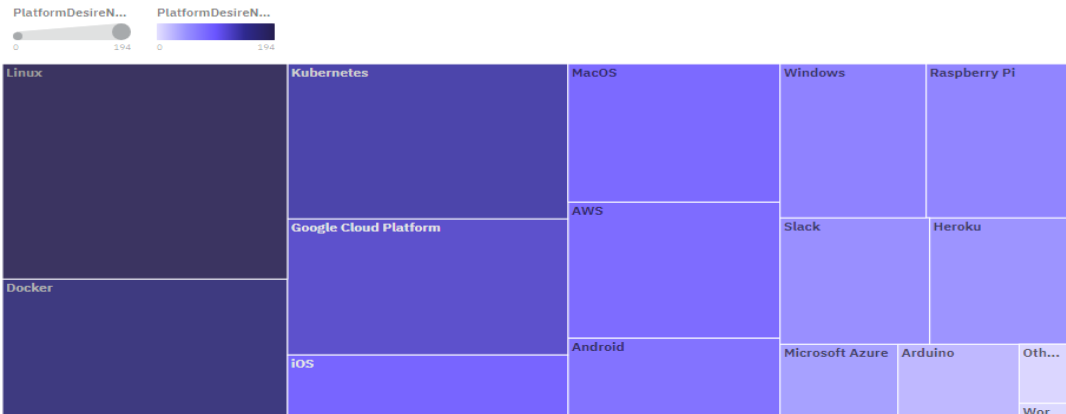 PlatformDesireN... PlatformDesireN...
0 194 0 194
Linux
Kubernetes
MacOS
Windows
Raspberry Pi
AWS
Google Cloud Platform
Slack
Heroku
Docker
Android
Microsoft Azure
Arduino
Oth...
iOS
Wor